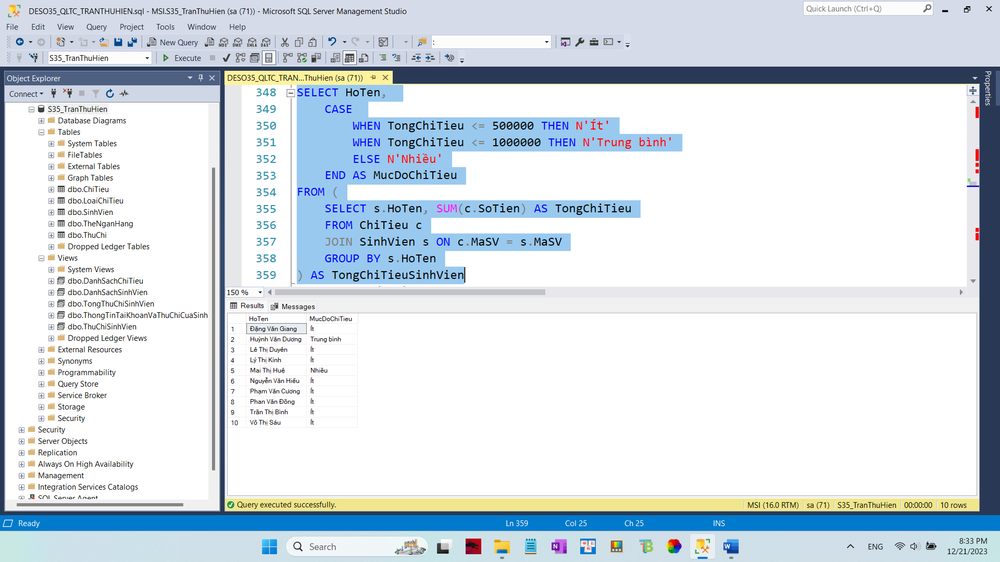 DESO35_QLTC_TRANTHUHIEN.sql - MSI.S35_TranThuHien (sa (71)) - Microsoft SQL Server Management Studio
Quick Launch (Ctrl+Q)
File Edit View Query Project Tools Window Help
New Query MDX DMX XMLA DAX :
S35_TranThuHien Execute
Object Explorer
Connect
S35_TranThuHien
Database Diagrams
Tables
System Tables
FileTables
External Tables
Graph Tables
dbo.ChiTieu
dbo.LoaiChiTieu
dbo.SinhVien
dbo.TheNganHang
dbo.ThuChi
Dropped Ledger Tables
Views
System Views
dbo.DanhSachChiTieu
dbo.DanhSachSinhVien
dbo.TongThuChiSinhVien
dbo.ThongTinTaiKhoanVaThuChiCuaSinh
dbo.ThuChiSinhVien
Dropped Ledger Views
External Resources
Synonyms
Programmability
Query Store
Service Broker
Storage
Security
Security
Server Objects
Replication
Always On High Availability
Management
Integration Services Catalogs
SQL Server Agent
DESO35_QLTC_TRAN...ThuHien (sa (71))
348 SELECT HoTen,
349 CASE
350 WHEN TongChiTieu <= 500000 THEN N'Ít'
351 WHEN TongChiTieu <= 1000000 THEN N'Trung bình'
352 ELSE N'Nhiều'
353 END AS MucDoChiTieu
354 FROM (
355 SELECT s.HoTen, SUM(c.SoTien) AS TongChiTieu
356 FROM ChiTieu c
357 JOIN SinhVien s ON c.MaSV = s.MaSV
358 GROUP BY s.HoTen
359 ) AS TongChiTieuSinhVien
150 %
Results Messages
HoTen MucDoChiTieu
1 Đặng Văn Giang Ít
2 Huỳnh Văn Dương Trung bình
3 Lê Thị Duyên Ít
4 Lý Thị Kính Ít
5 Mai Thị Huệ Nhiều
6 Nguyễn Văn Hiếu Ít
7 Phạm Văn Cương Ít
8 Phan Văn Đồng Ít
9 Trần Thị Bình Ít
10 Võ Thị Sáu Ít
Query executed successfully. MSI (16.0 RTM) sa (71) S35_TranThuHien 00:00:00 10 rows
Properties
Ready Ln 359 Col 25 Ch 25 INS
Search
ENG
8:33 PM
12/21/2023